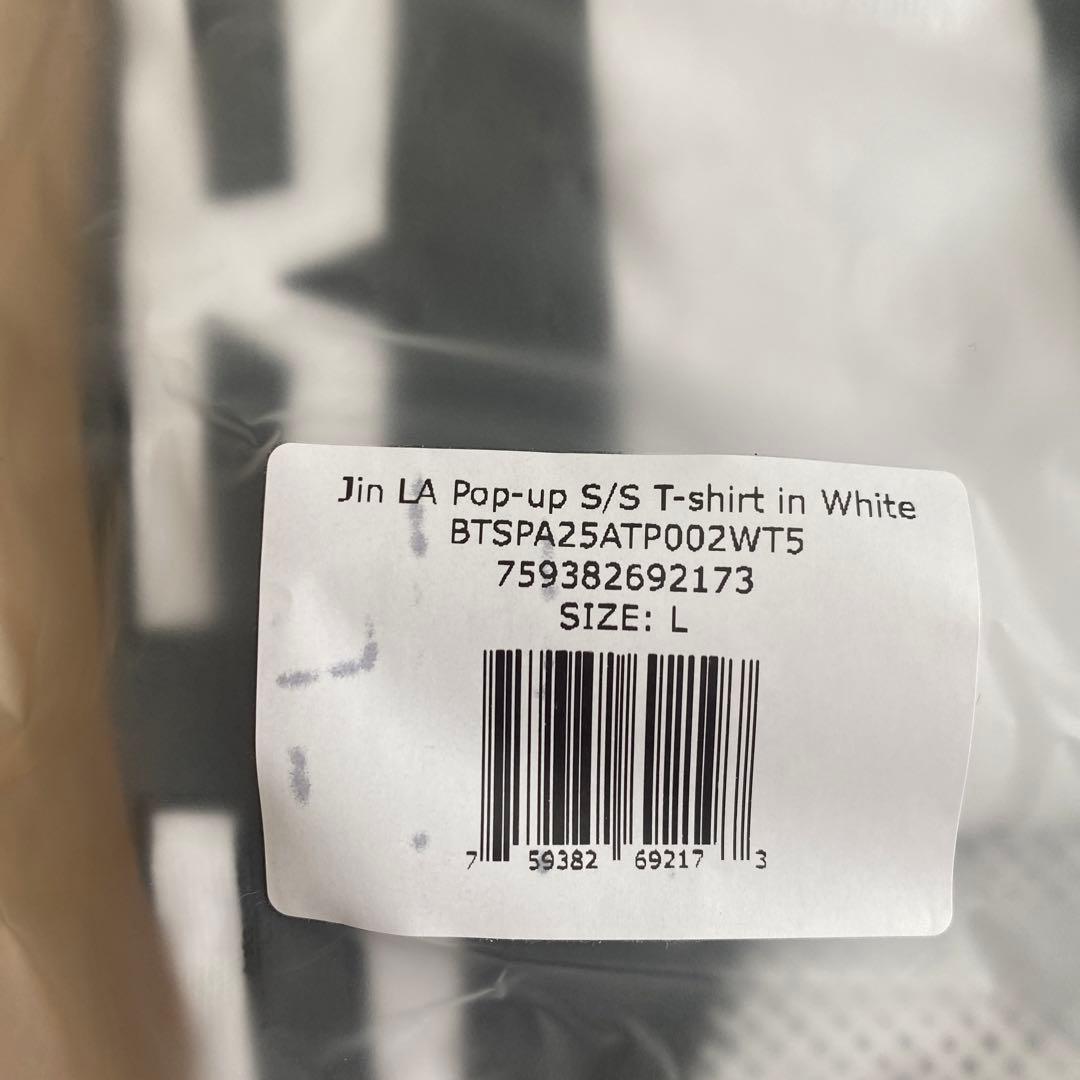 Jin LA Pop-up S/S T-shirt in White
BTSPA25ATP002WT5
759382692173
SIZE: L
7 59382 69217 3